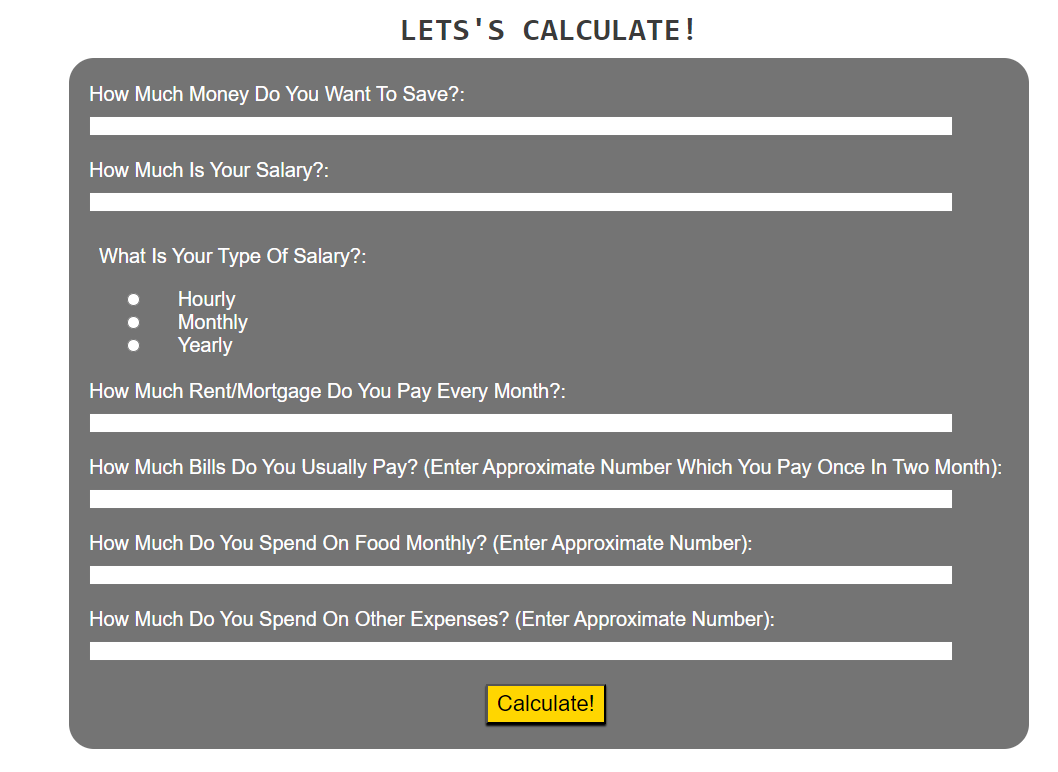 LETS'S CALCULATE!
How Much Money Do You Want To Save?:
How Much Is Your Salary?:
What Is Your Type Of Salary?:
Hourly
Monthly
Yearly
How Much Rent/Mortgage Do You Pay Every Month?:
How Much Bills Do You Usually Pay? (Enter Approximate Number Which You Pay Once In Two Month):
How Much Do You Spend On Food Monthly? (Enter Approximate Number):
How Much Do You Spend On Other Expenses? (Enter Approximate Number):
Calculate!